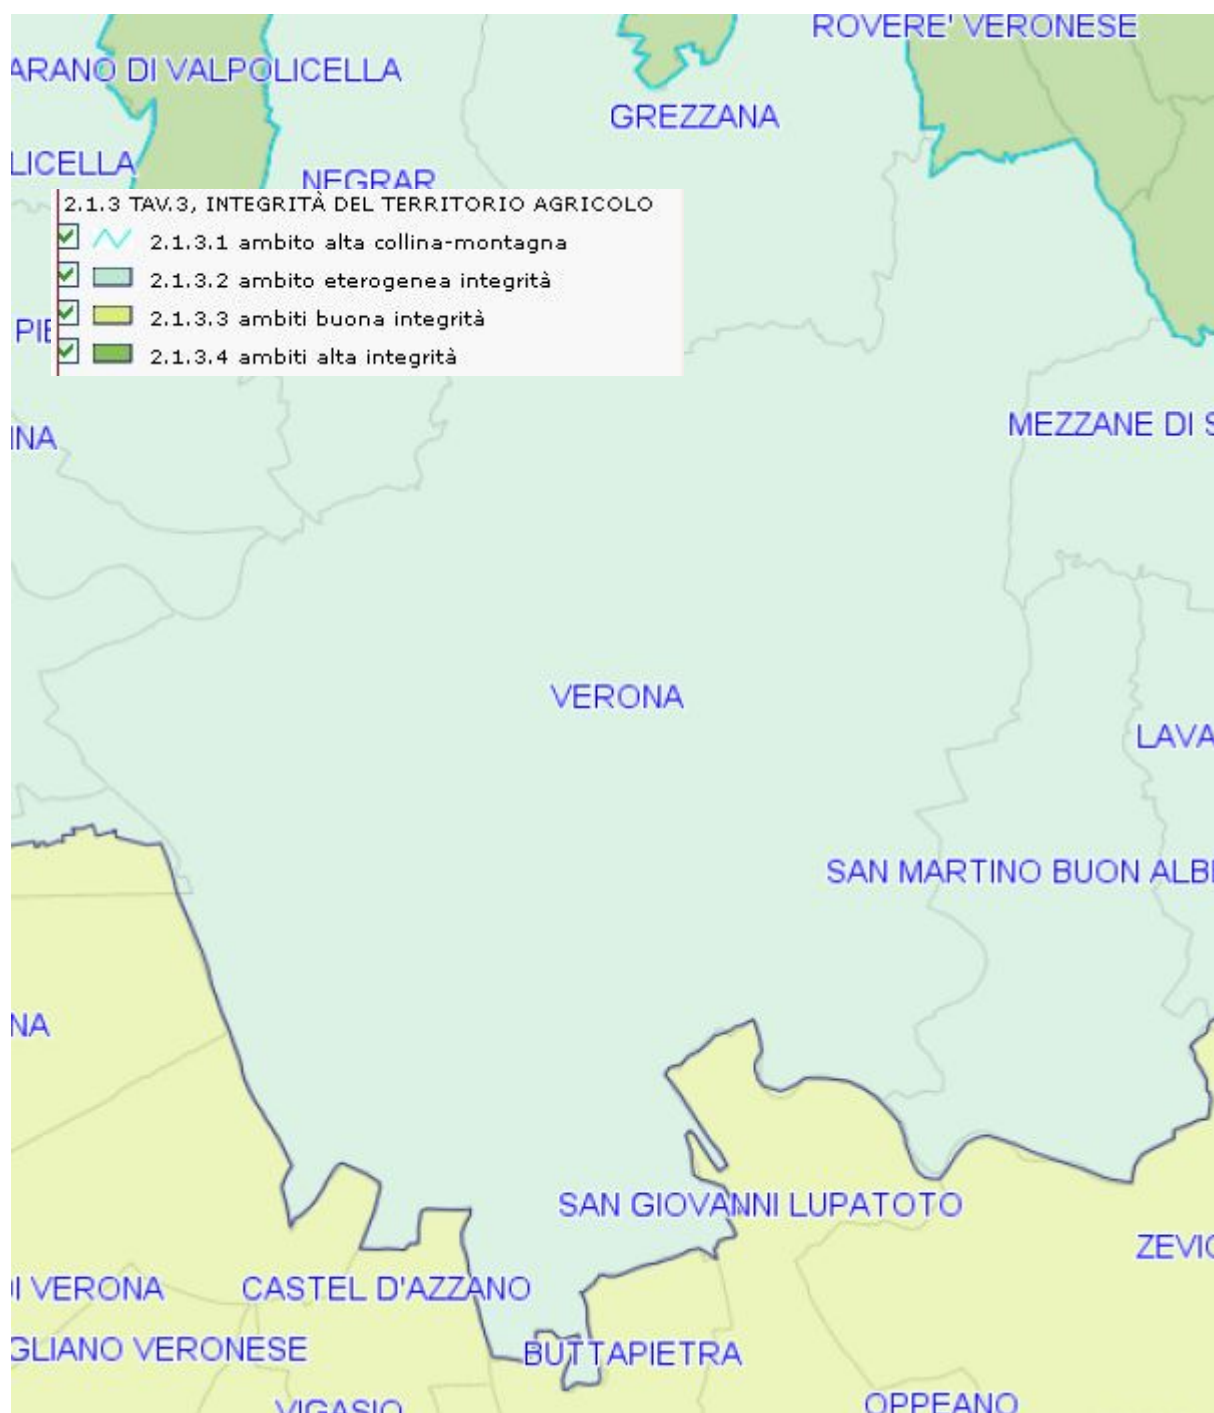 ROVERE' VERONESE
ARANO DI VALPOLICELLA
GREZZANA
LICELLA
NEGRAR
2.1.3 TAV.3, INTEGRITÀ DEL TERRITORIO AGRICOLO
2.1.3.1 ambito alta collina-montagna
2.1.3.2 ambito eterogenea integrità
2.1.3.3 ambiti buona integrità
2.1.3.4 ambiti alta integrità
PIE
MEZZANE DI S
INA
VERONA
LAVA
SAN MARTINO BUON ALB
NA
SAN GIOVANNI LUPATOTO
ZEVIO
DI VERONA
CASTEL D'AZZANO
GLIANO VERONESE
BUTTAPIETRA
VIGASIO
OPPEANO